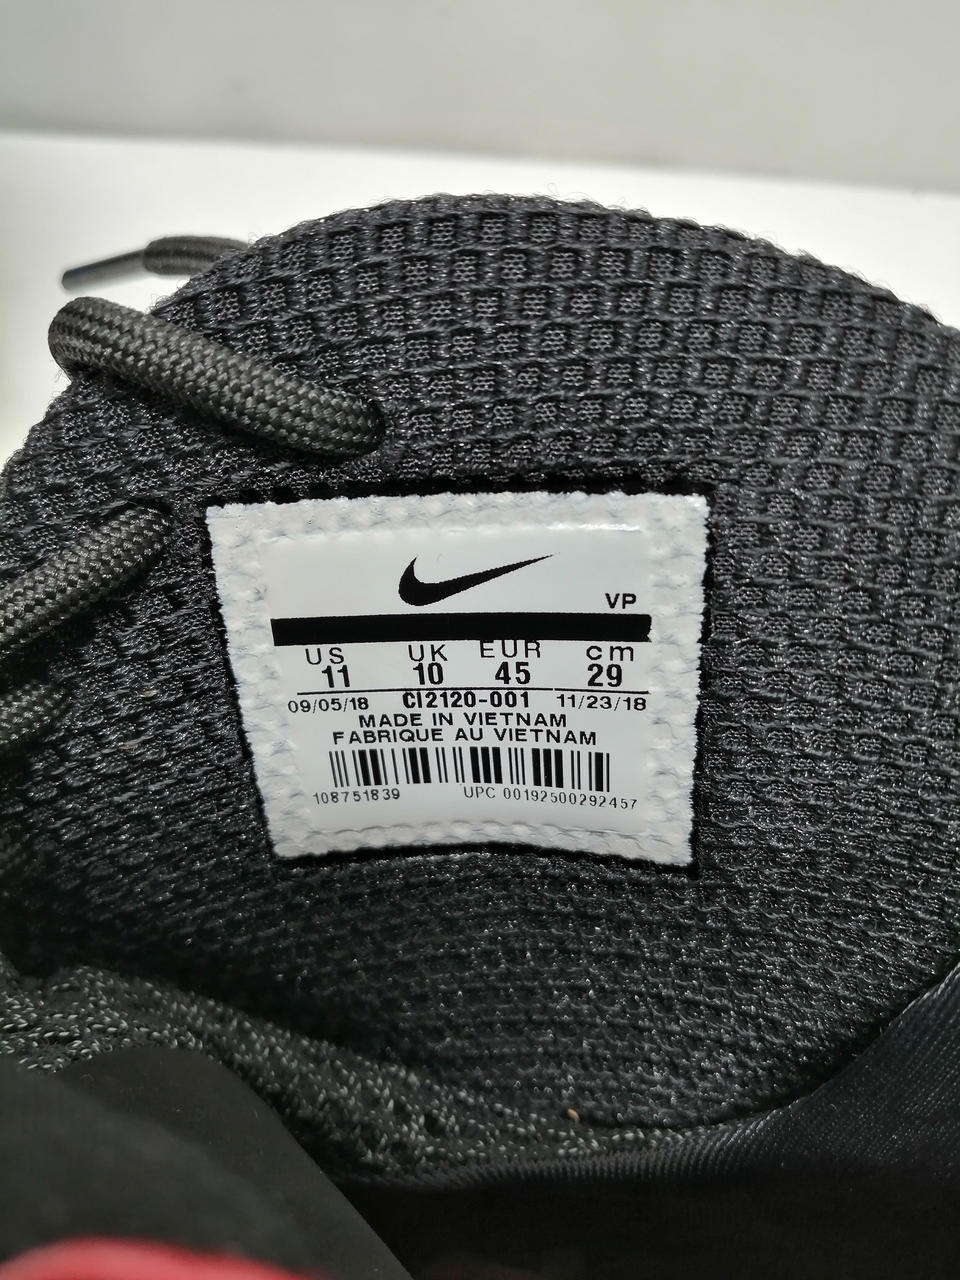 VP
US UK EUR cm
11 10 45 29
09/05/18 CI2120-001 11/23/18
MADE IN VIETNAM
FABRIQUE AU VIETNAM
108751839 UPC 00192500292457